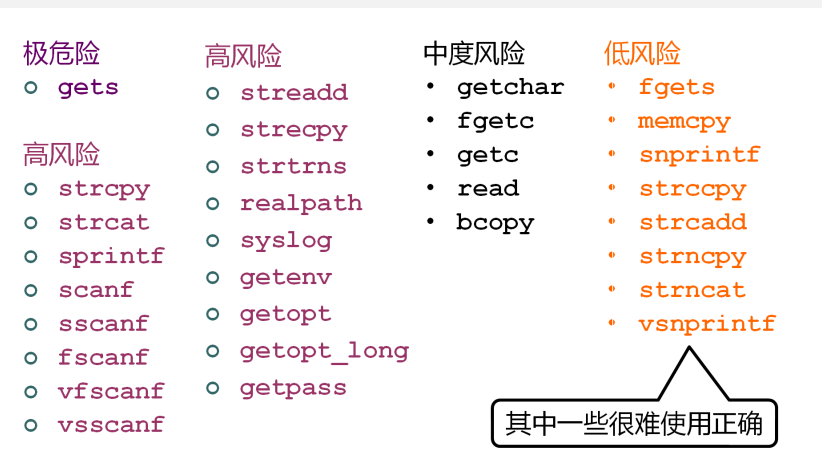 极危险
gets
高风险
strcpy
strcat
sprintf
scanf
sscanf
fscanf
vfscanf
vsscanf
高风险
streadd
strecpy
strtrns
realpath
syslog
getenv
getopt
getopt_long
getpass
中度风险
getchar
fgetc
getc
read
bcopy
低风险
fgets
memcpy
snprintf
strccpy
strcadd
strncpy
strncat
vsnprintf
其中一些很难使用正确